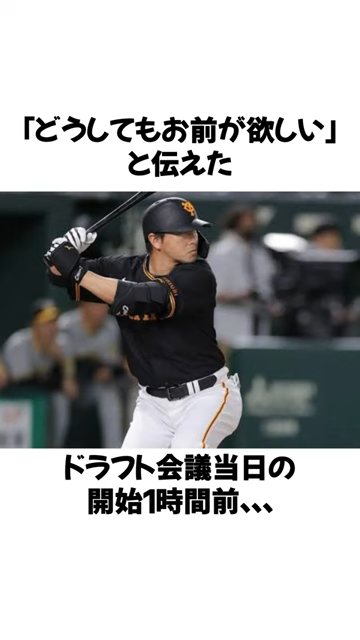 「どうしてもお前が欲しい」
と伝えた
ドラフト会議当日の
開始1時間前、、、